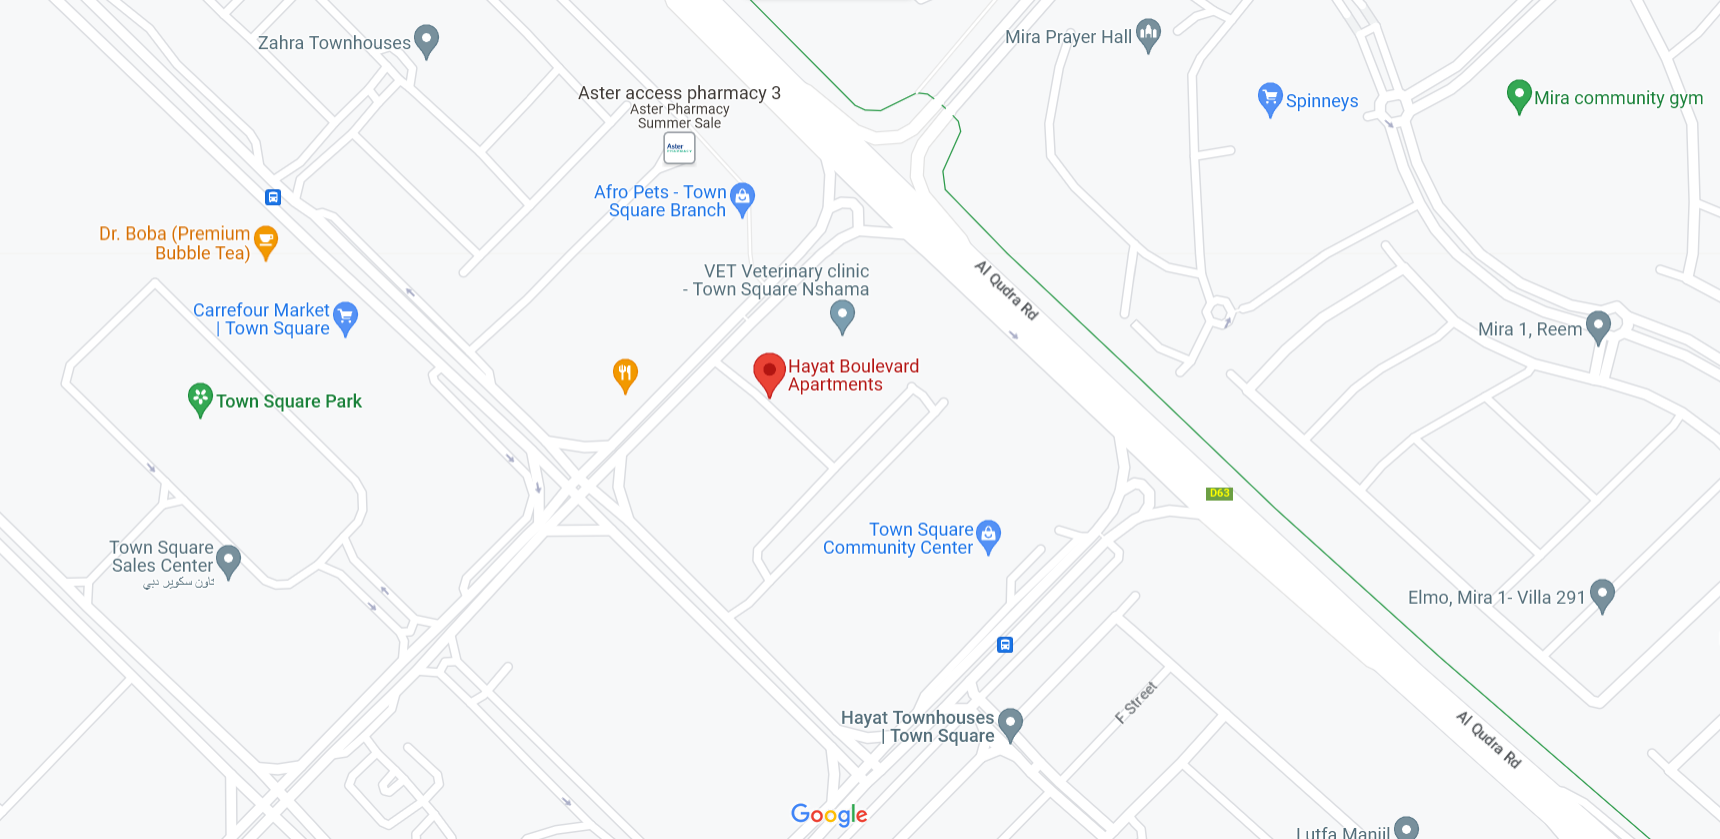 Zahra Townhouses
Mira Prayer Hall
Aster access pharmacy 3
Aster Pharmacy
Summer Sale
Aster
Spinneys
Mira community gym
Afro Pets - Town
Square Branch
Dr. Boba (Premium
Bubble Tea)
VET Veterinary clinic
- Town Square Nshama
Al Qudra Rd
Carrefour Market
| Town Square
Mira 1, Reem
Hayat Boulevard
Apartments
Town Square Park
D63
Town Square
Community Center
Town Square
Sales Center
تاون سكوير دبي
Elmo, Mira 1- Villa 291
F Street
Hayat Townhouses
| Town Square
Al Qudra Rd
Google
Lutfa Manjil